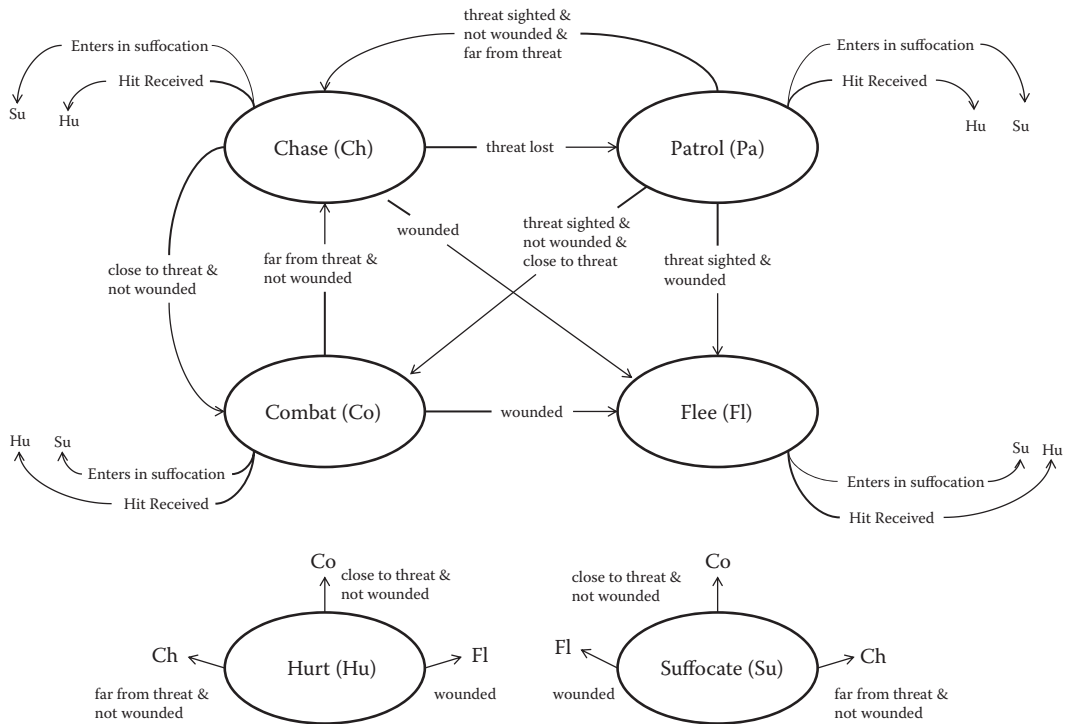 threat sighted &
not wounded &
far from threat
Enters in suffocation
Hit Received
Su
Hu
Enters in suffocation
Hit Received
Hu
Su
Chase (Ch)
threat lost
Patrol (Pa)
wounded
threat sighted &
not wounded &
close to threat
close to threat &
not wounded
far from threat &
not wounded
threat sighted &
wounded
Combat (Co)
wounded
Flee (Fl)
Hu
Su
Enters in suffocation
Hit Received
Su
Hu
Enters in suffocation
Hit Received
Co
close to threat &
not wounded
Ch
Hurt (Hu)
Fl
far from threat &
not wounded
wounded
Co
close to threat &
not wounded
Fl
Suffocate (Su)
Ch
wounded
far from threat &
not wounded